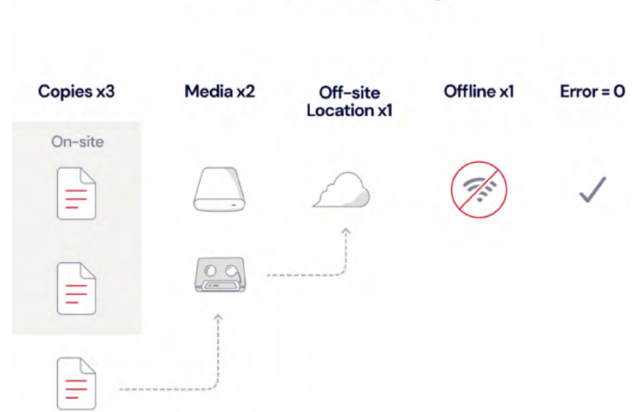 Copies x3
Media x2
Off-site
Location x1
Offline x1
Error = 0
On-site